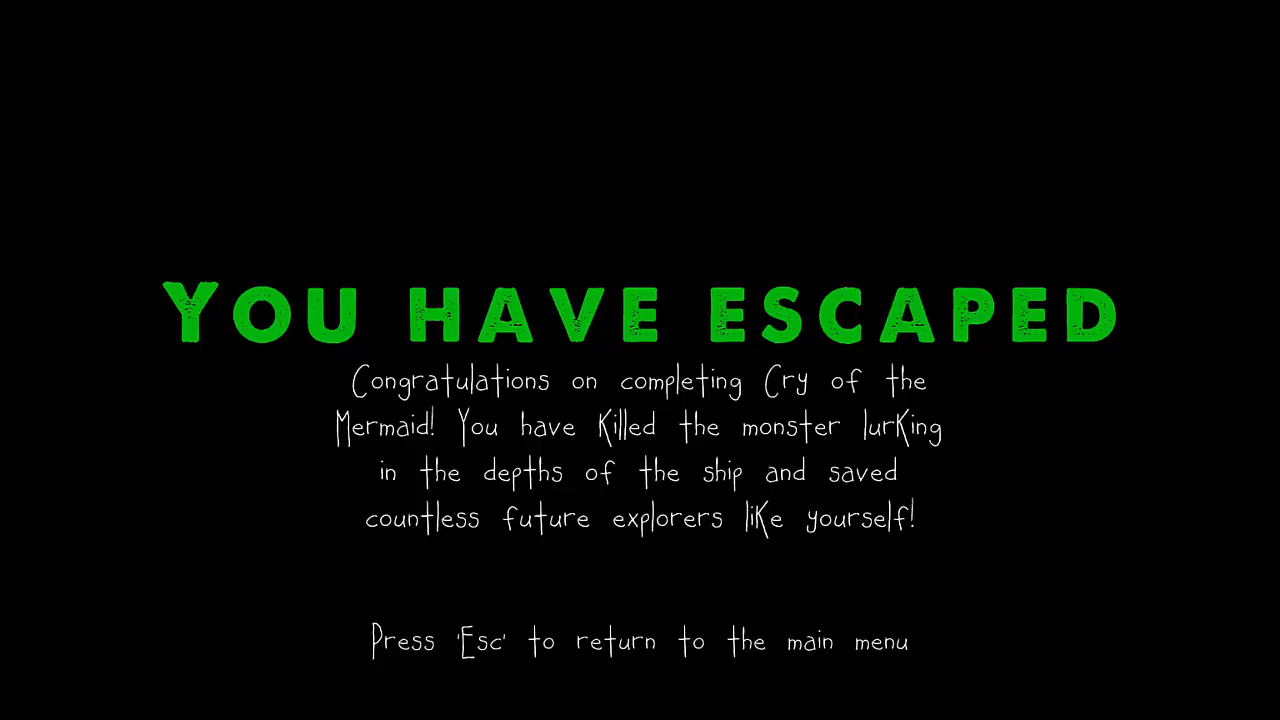 YOU HAVE ESCAPED
Congratulations on completing Cry of the
Mermaid! You have killed the monster lurking
in the depths of the ship and saved
countless future explorers like yourself!
Press 'Esc' to return to the main menu